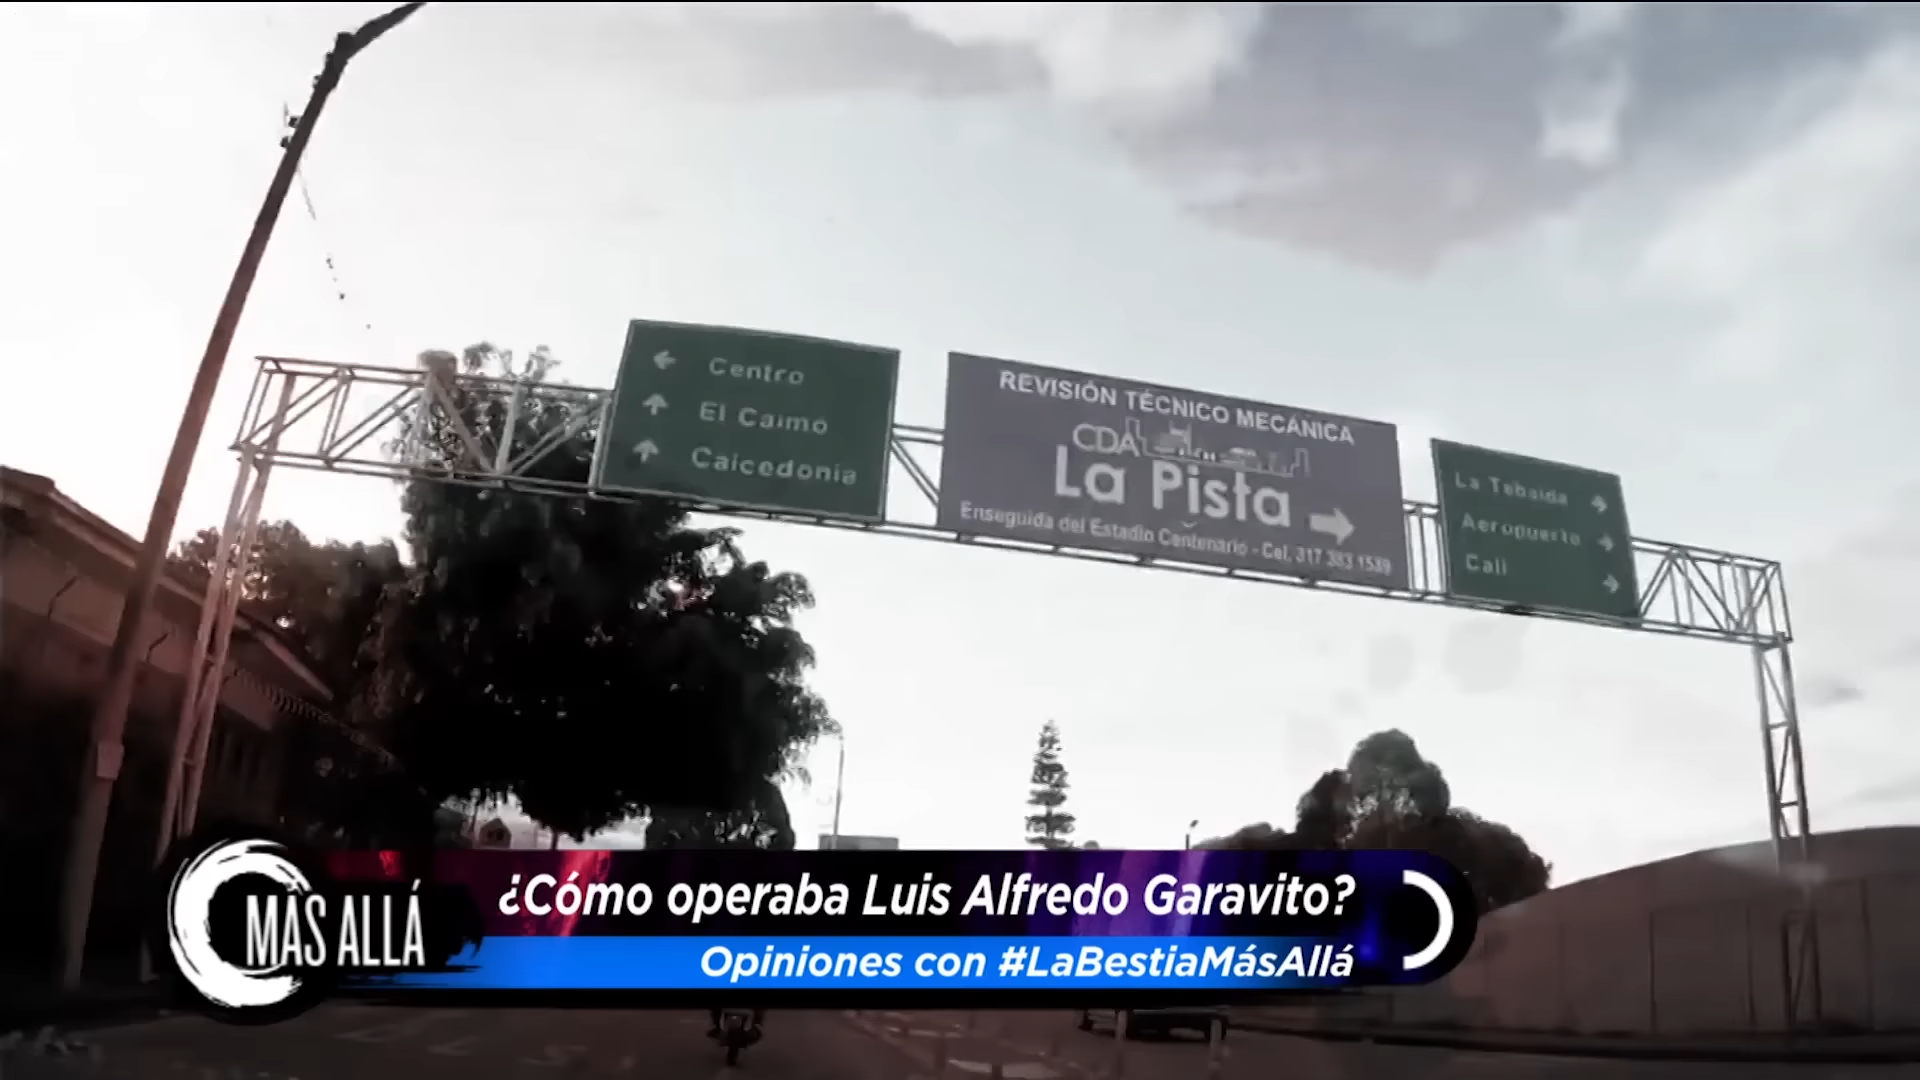 Centro
El Caimo
Caicedonia
REVISIÓN TÉCNICO MECÁNICA
CDA
La Pista
Enseguida del Estadio Centenario - Cel. 317 383 1589
La Tebaida
Aeropuerto
Cali
MÁS ALLÁ
¿Cómo operaba Luis Alfredo Garavito?
Opiniones con #LaBestiaMásAllá